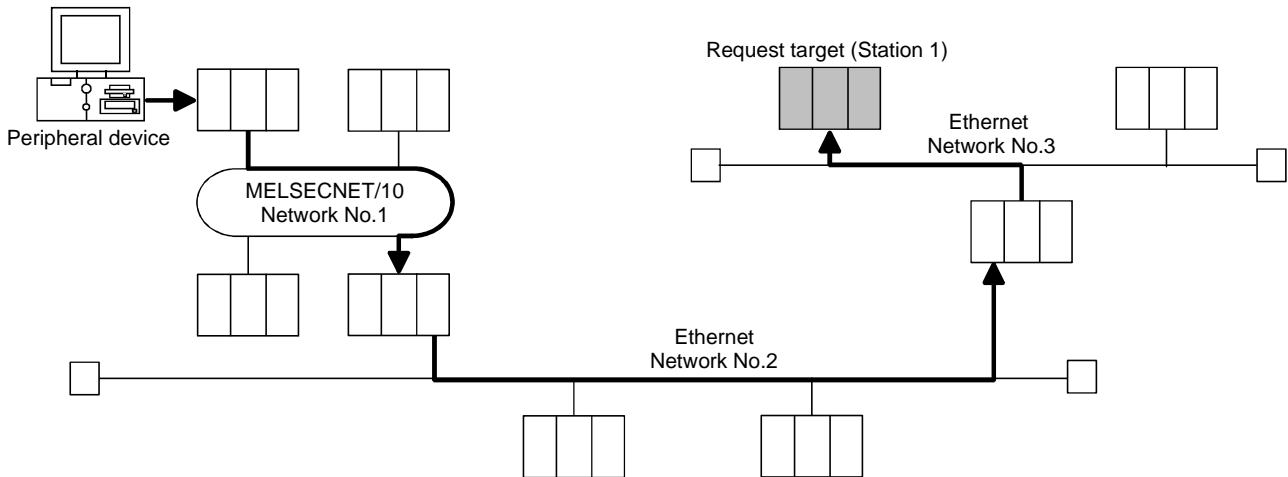 Request target (Station 1)
Peripheral device
Ethernet
Network No.3
MELSECNET/10
Network No.1
Ethernet
Network No.2